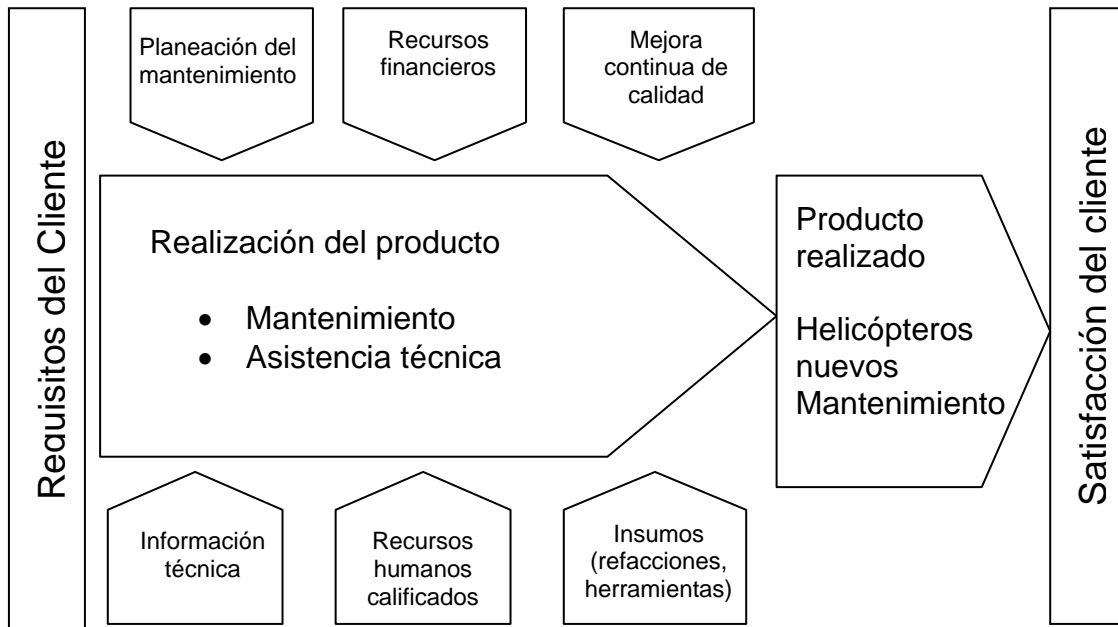 Requisitos del Cliente
Planeación del
mantenimiento
Recursos
financieros
Mejora
continua de
calidad
Realización del producto
• Mantenimiento
• Asistencia técnica
Producto
realizado
Helicópteros
nuevos
Mantenimiento
Información
técnica
Recursos
humanos
calificados
Insumos
(refacciones,
herramientas)
Satisfacción del cliente